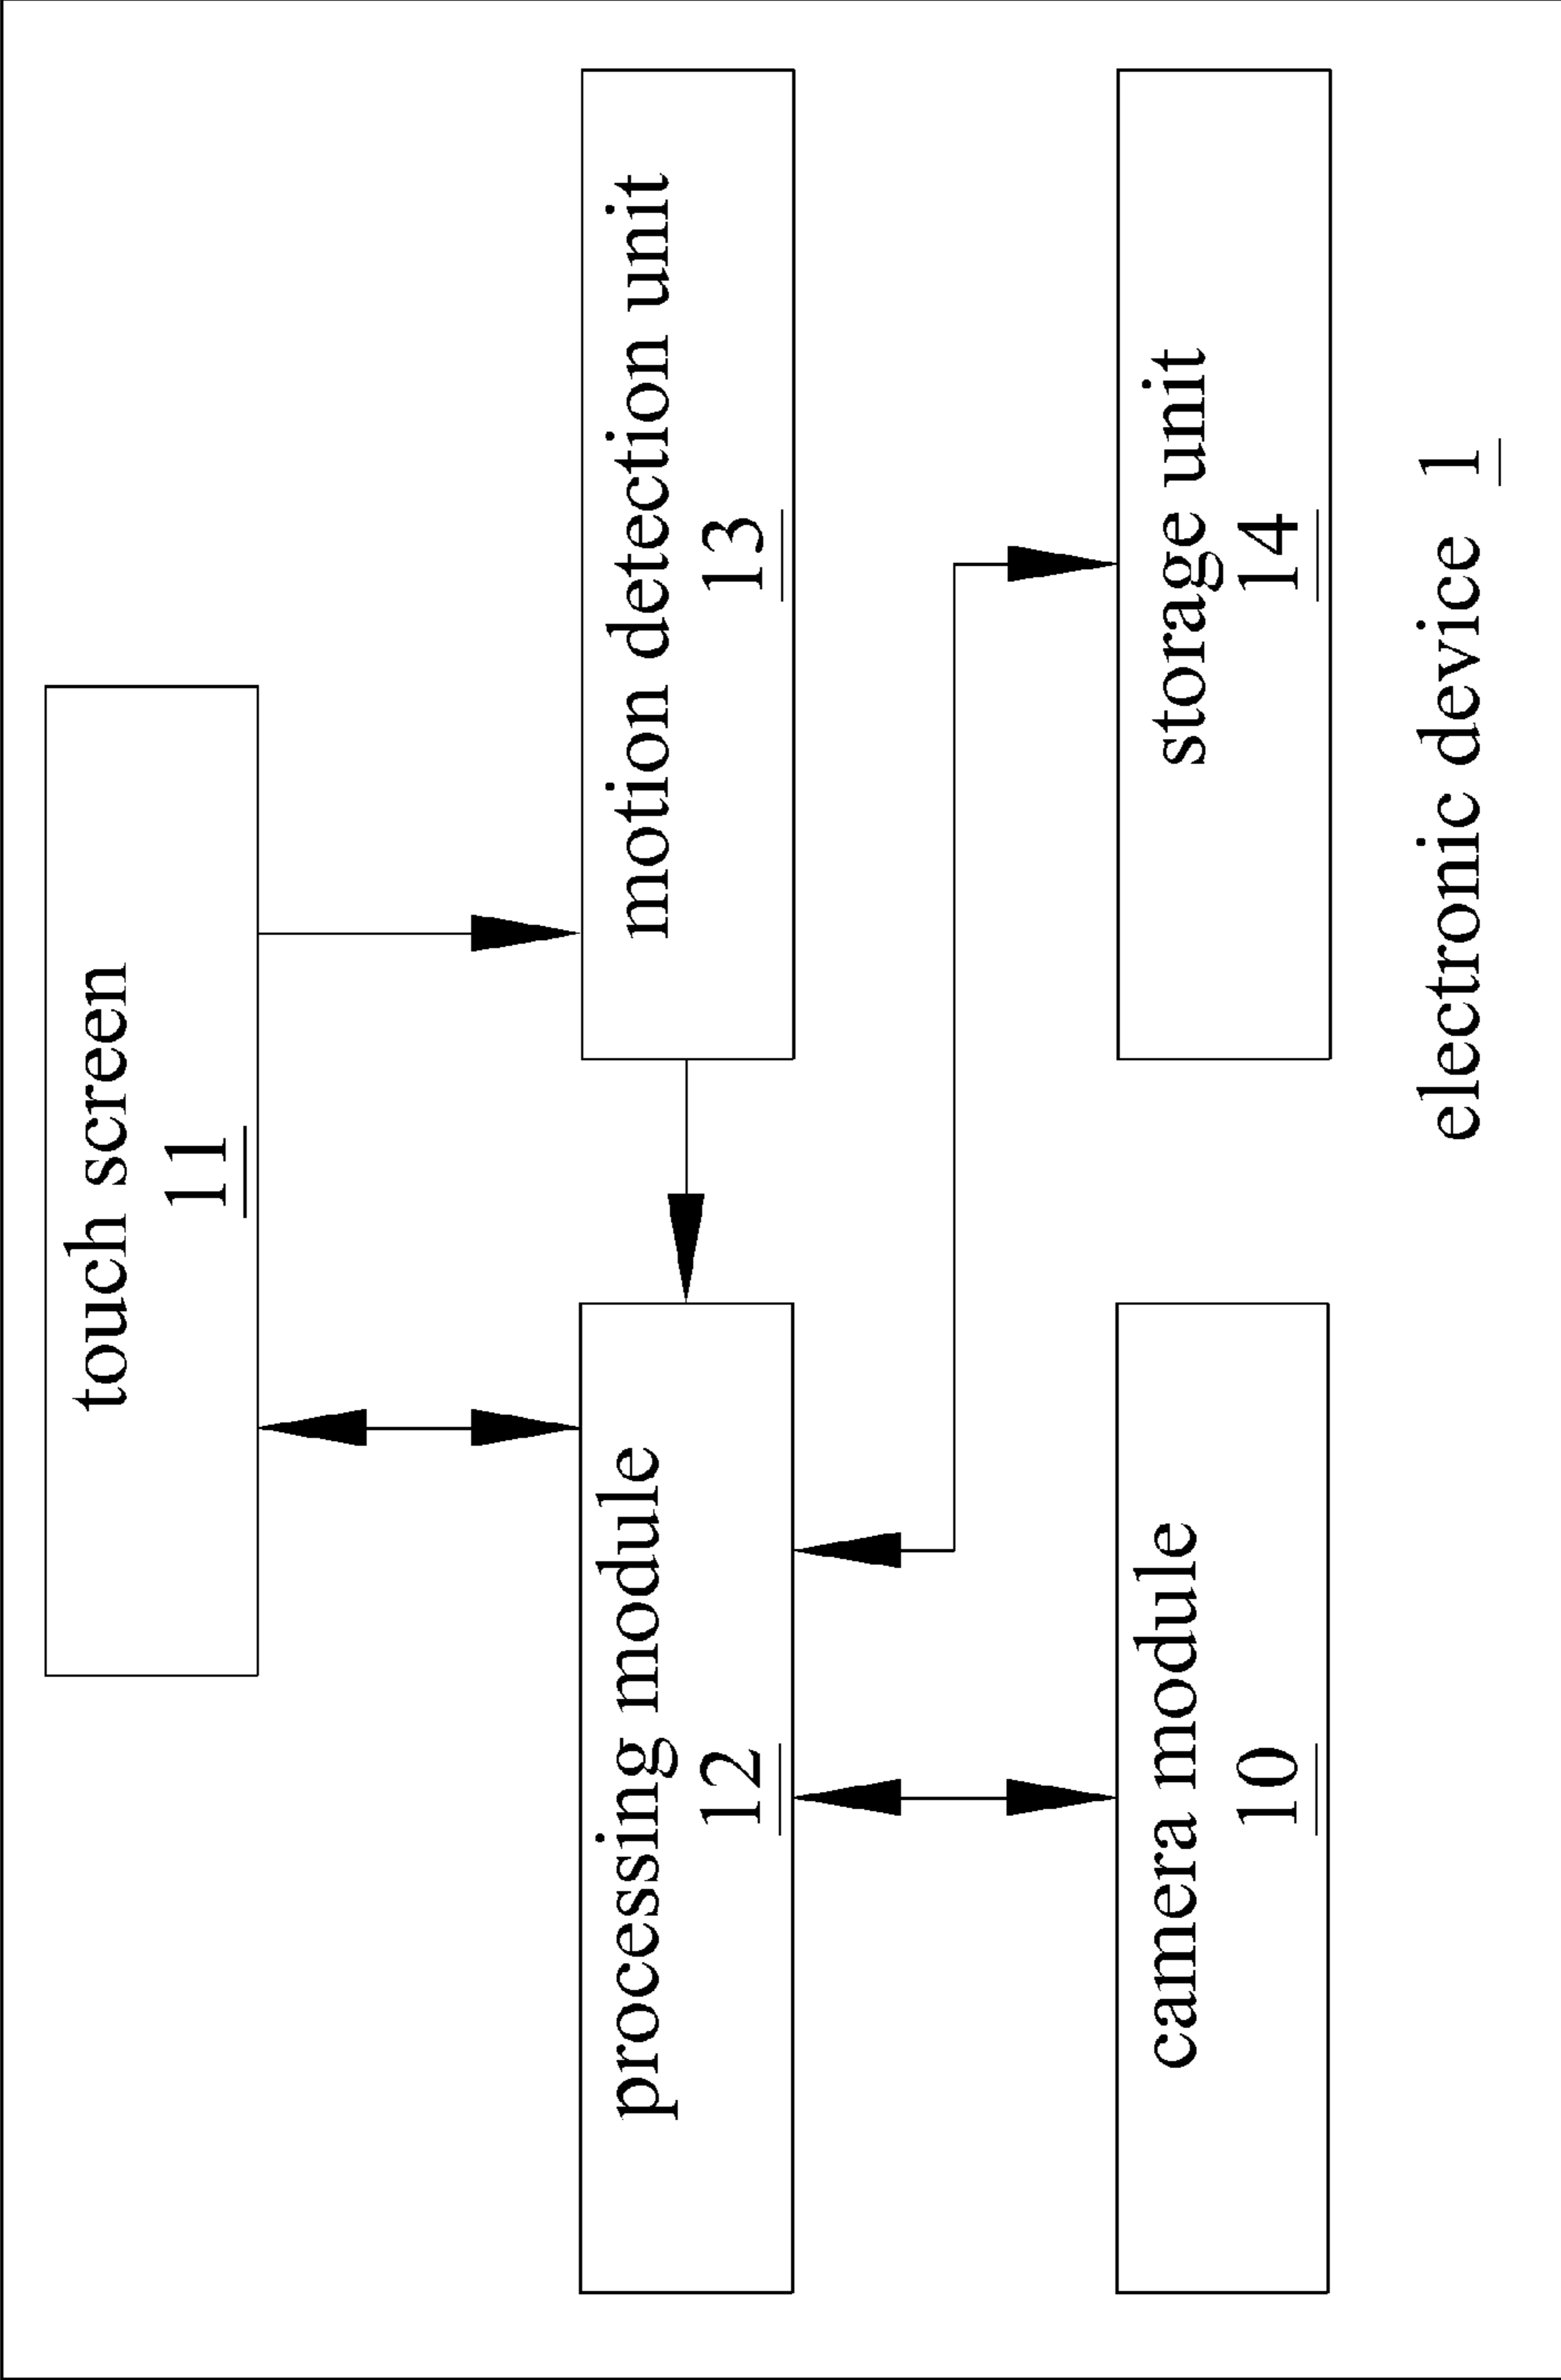 touch screen
11
processing module
12
motion detection unit
13
camera module
10
storage unit
14
electronic device 1